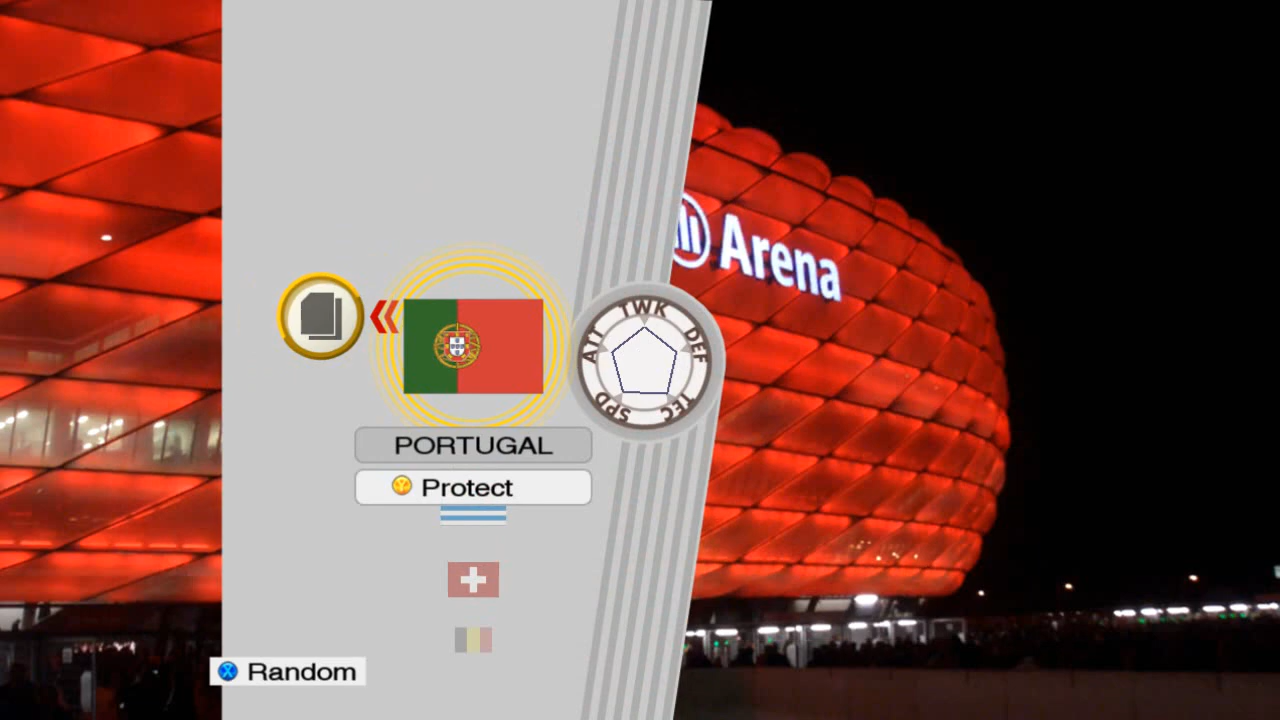 Arena
TWK
ATT
DEF
SPD
TEC
PORTUGAL
Y Protect
X Random